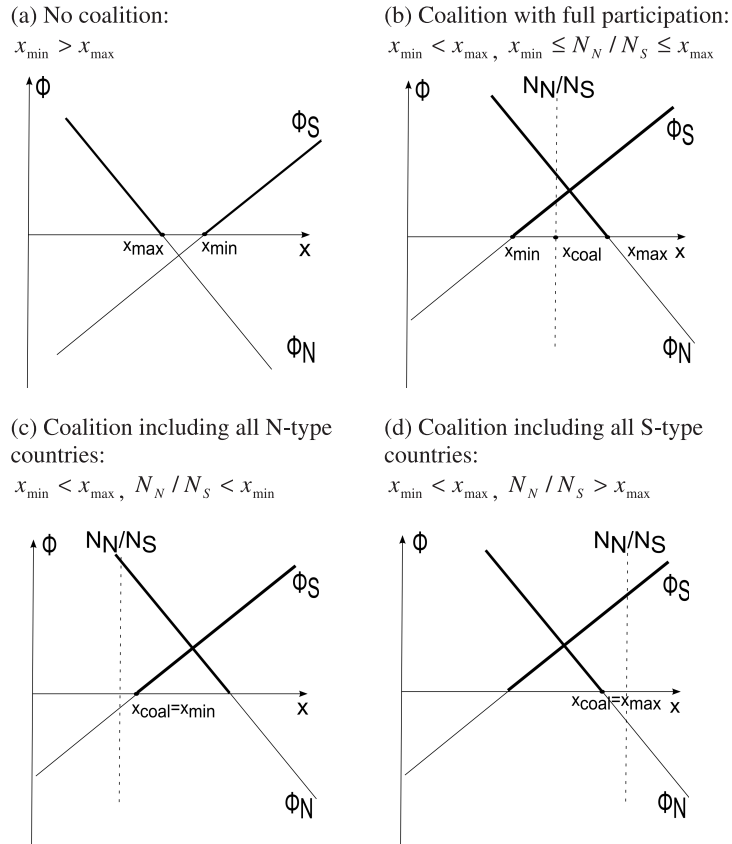 (a) No coalition:
x_min > x_max
Φ
Φ_S
x_max
x_min
x
Φ_N
(b) Coalition with full participation:
x_min < x_max , x_min ≤ N_N / N_S ≤ x_max
Φ
N_N/N_S
Φ_S
x_min
x_coal
x_max
x
Φ_N
(c) Coalition including all N-type
countries:
x_min < x_max , N_N / N_S < x_min
Φ
N_N/N_S
Φ_S
x_coal=x_min
x
Φ_N
(d) Coalition including all S-type
countries:
x_min < x_max , N_N / N_S > x_max
Φ
N_N/N_S
Φ_S
x_coal=x_max
x
Φ_N